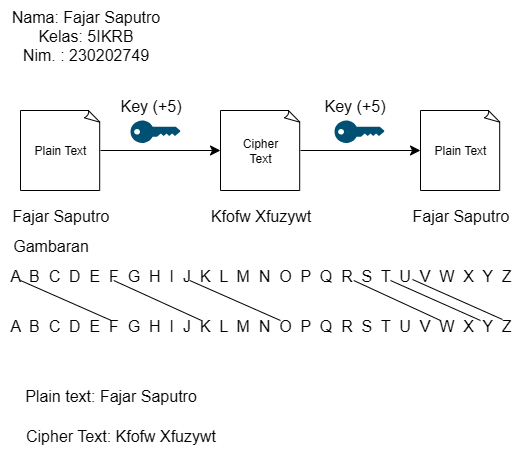 Nama: Fajar Saputro
Kelas: 5IKRB
Nim. : 230202749
Key (+5)
Key (+5)
Plain Text
Cipher
Text
Plain Text
Fajar Saputro
Kfofw Xfuzywt
Fajar Saputro
Gambaran
A B C D E F G H I J K L M N O P Q R S T U V W X Y Z
A B C D E F G H I J K L M N O P Q R S T U V W X Y Z
Plain text: Fajar Saputro
Cipher Text: Kfofw Xfuzywt